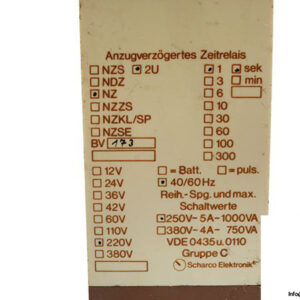 Anzugverzögertes Zeitrelais
NZS 2U 1 sek
NDZ 3 min
NZ 6
NZZS 10
NZKL/SP 30
NZSE 60
BV 173 100
300
12V = Batt. = puls.
24V 40/60Hz
36V Reih.-Spg.und max.
42V Schaltwerte
60V 250V-5A-1000VA
110V 380V-4A- 750VA
220V VDE 0435 u. 0110
380V Gruppe C
Scharco Elektronik